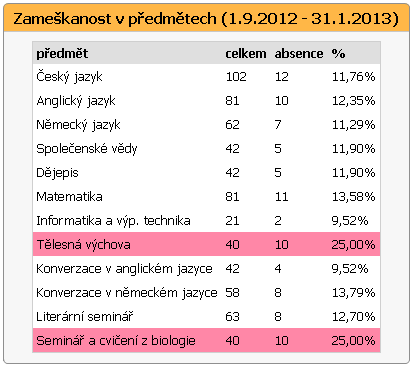 Zameškanost v předmětech (1.9.2012 - 31.1.2013)
předmět celkem absence %
Český jazyk 102 12 11,76%
Anglický jazyk 81 10 12,35%
Německý jazyk 62 7 11,29%
Společenské vědy 42 5 11,90%
Dějepis 42 5 11,90%
Matematika 81 11 13,58%
Informatika a výp. technika 21 2 9,52%
Tělesná výchova 40 10 25,00%
Konverzace v anglickém jazyce 42 4 9,52%
Konverzace v německém jazyce 58 8 13,79%
Literární seminář 63 8 12,70%
Seminář a cvičení z biologie 40 10 25,00%